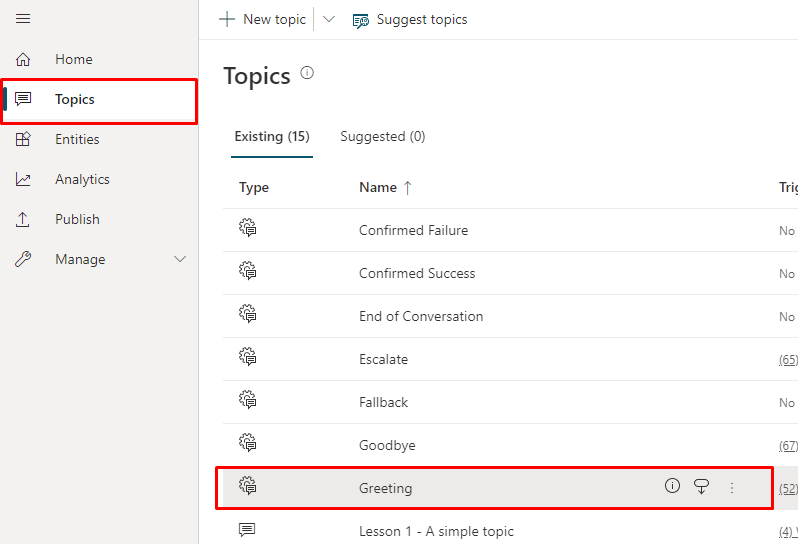 New topic
Suggest topics
Home
Topics
Entities
Analytics
Publish
Manage
Topics
Existing (15)
Suggested (0)
Type
Name ↑
Trig
Confirmed Failure
No
Confirmed Success
No
End of Conversation
No
Escalate
(65)
Fallback
No
Goodbye
(67)
Greeting
(52)
Lesson 1 - A simple topic
(4)